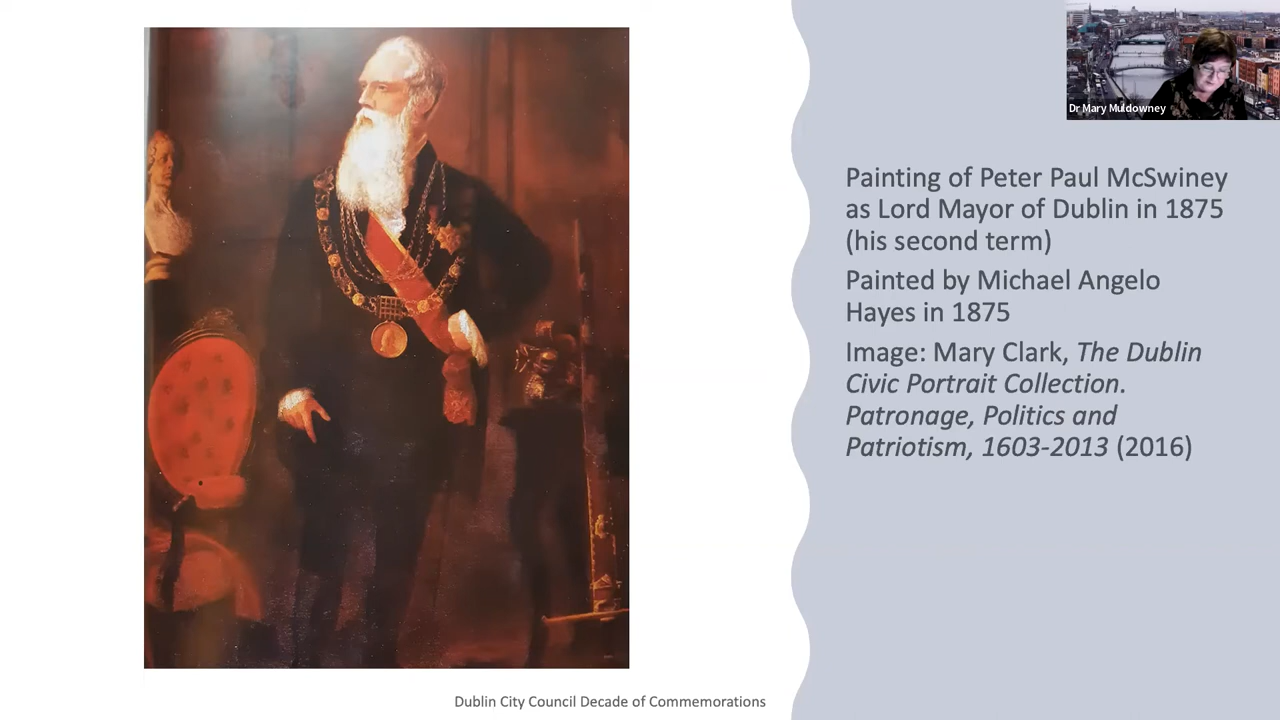 Dr Mary Muldowney
Painting of Peter Paul McSwiney
as Lord Mayor of Dublin in 1875
(his second term)
Painted by Michael Angelo
Hayes in 1875
Image: Mary Clark, The Dublin
Civic Portrait Collection.
Patronage, Politics and
Patriotism, 1603-2013 (2016)
Dublin City Council Decade of Commemorations